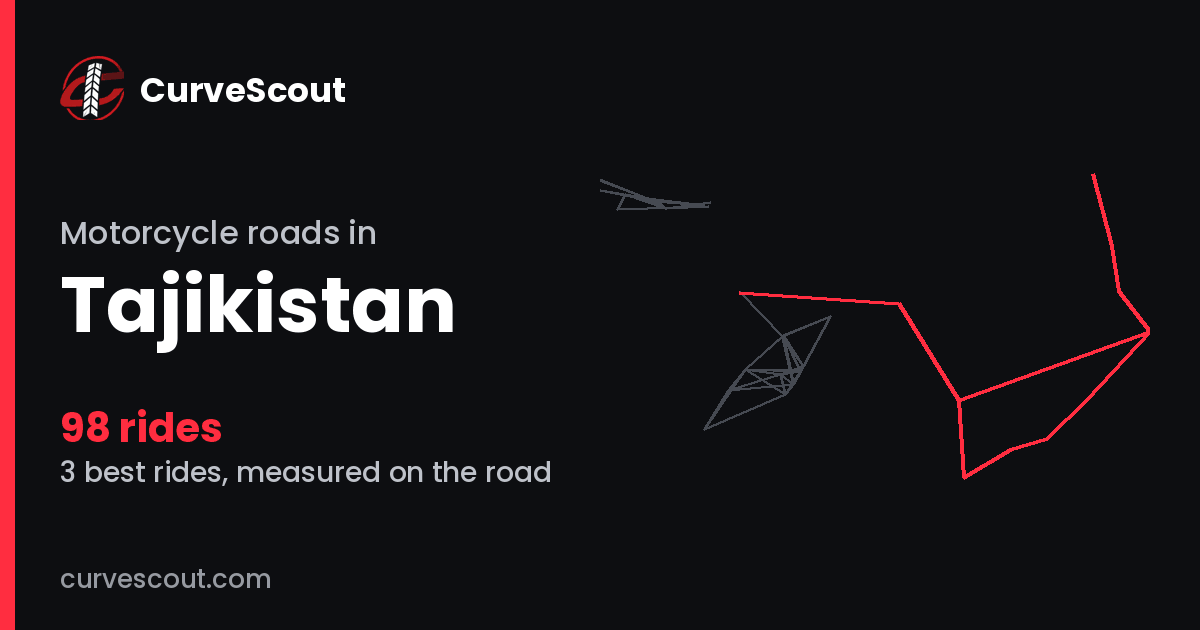 CurveScout
Motorcycle roads in
Tajikistan
98 rides
3 best rides, measured on the road
curvescout.com